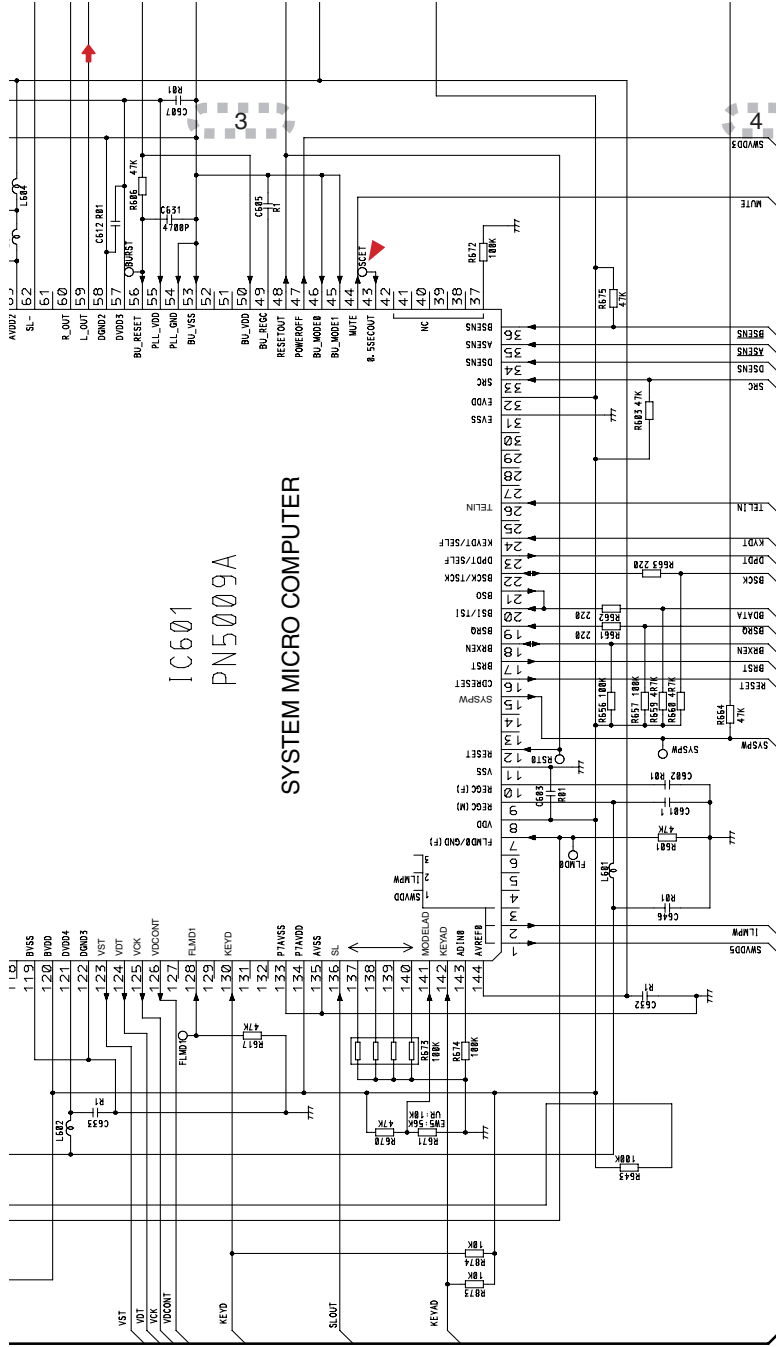 3
4
R01
C607
SWVDD3
MUTE
L604
C612 R01
47K
R606
C631
4700P
C605
R1
BURST
SCET
R672
100K
R675
47K
62
61
60
59
58
57
56
55
54
53
52
51
50
49
48
47
46
45
44
43
42
41
40
39
38
37
AVDD2
SL-
R_OUT
L_OUT
DGND2
DVDD3
BU_RESET
PLL_VDD
PLL_GND
BU_VSS
BU_VDD
BU_REGC
RESETOUT
POWEROFF
BU_MODE0
BU_MODE1
MUTE
0.5SECOUT
NC
BSENS 36 BSENS
ASENS 35 ASENS
DSENS 34 DSENS
SRC 33 SRC
EVDD 32
EVSS 31
R603 47K
30
29
28
27
TELIN 26 TELIN
25
KEYDT/SELF 24 KYDT
DPDT/SELF 23 DPDT
BSCK/TSCK 22 R663 220 BSCK
BSO 21
BSI/TSI 20 220 R662 BDATA
BSRQ 19 220 R661 BSRQ
BRXEN 18 BRXEN
BRST 17 BRST
CDRESET 16 RESET
SYSPW 15
14
13
R656 100K
R657 100K
R659 4R7K
R660 4R7K
R664
47K
SYSPW
SYSPW
RESET 12
RST0
VSS 11
REGC(F) 10
REGC(M) 9
VDD 8
FLMD0/GND(F) 7
C603
R01
C602 R01
C601 1
47K
R601
FLMD0
L601
6
5
4
3
2
1
R01
C646
ILMPW
SWVDD5
IC601
PN5009A
SYSTEM MICRO COMPUTER
3
2 ILMPW
1 SWVDD
BVSS
BVDD
DVDD4
DGND3
VST
VDT
VCK
VDCONT
FLMD1
KEYD
P7AVSS
P7AVDD
AVSS
SL
MODELAD
KEYAD
ADIN0
AVREF0
118
119
120
121
122
123
124
125
126
127
128
129
130
131
132
133
134
135
136
137
138
139
140
141
142
143
144
FLMD1
47K
R617
R673
100K
R674
100K
R1
C632
L602
R1
C633
47K
R670
UR:10K
EW5:56K
R671
100K
R643
10K
R874
10K
R873
VST
VDT
VCK
VDCONT
KEYD
SLOUT
KEYAD